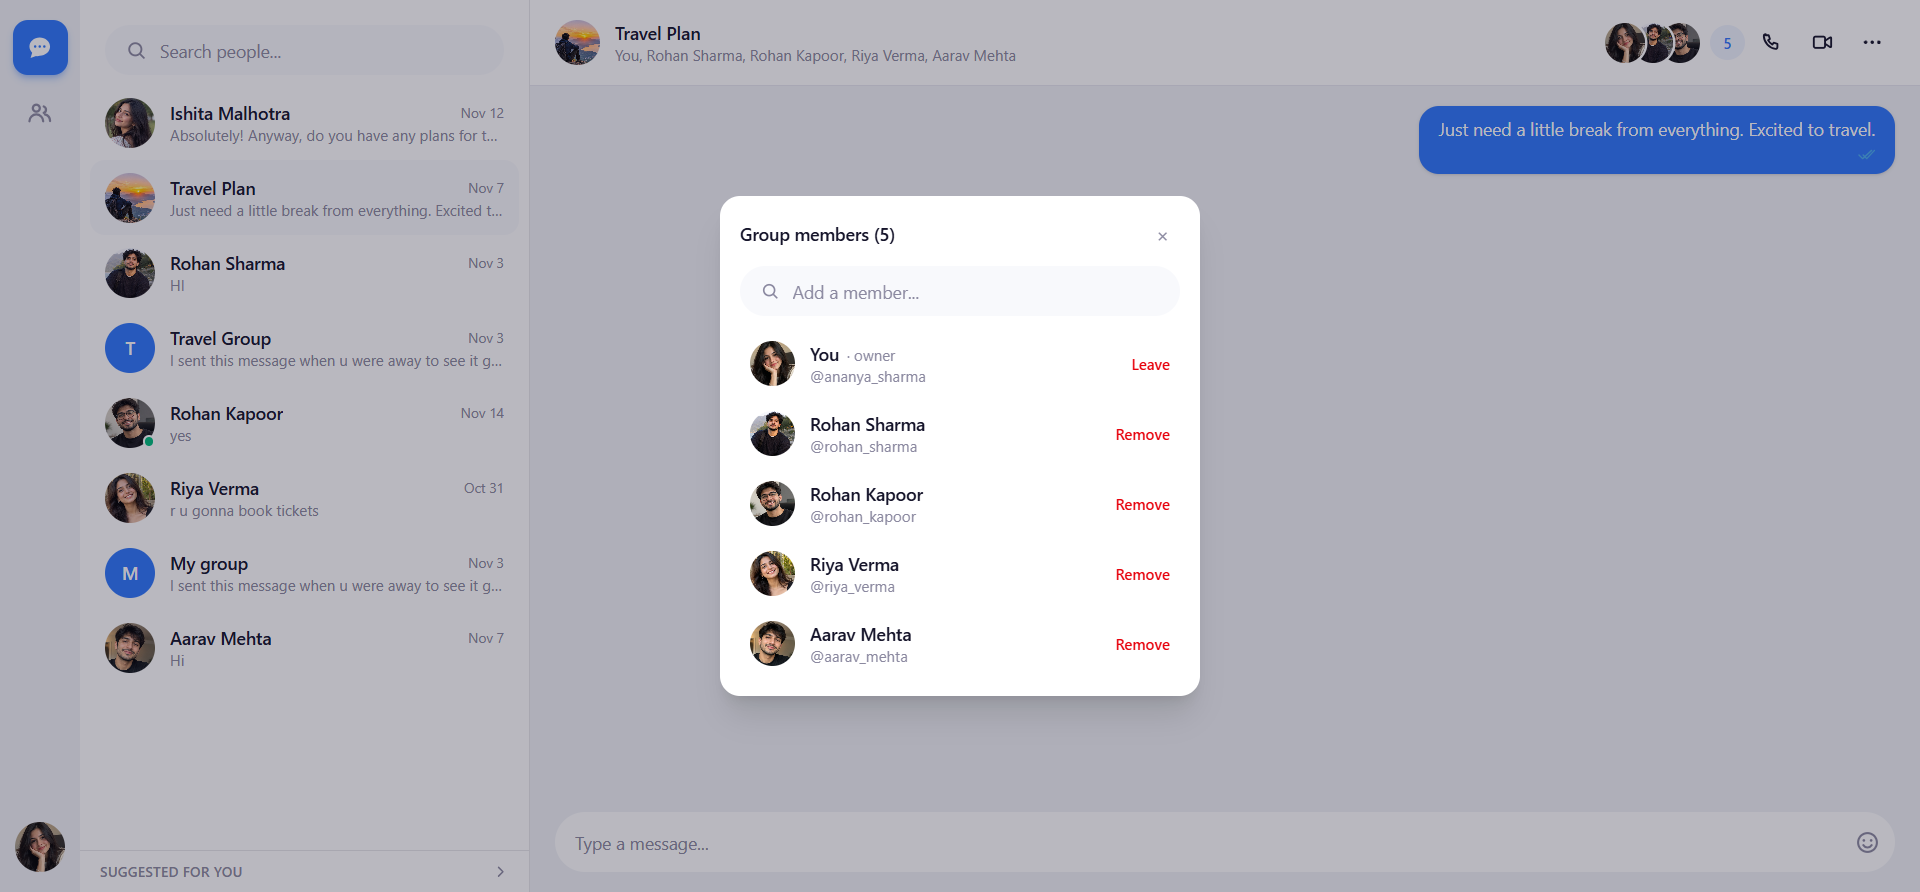 Search people...
Ishita Malhotra Nov 12
Absolutely! Anyway, do you have any plans for t...
Travel Plan Nov 7
Just need a little break from everything. Excited t...
Rohan Sharma Nov 3
HI
T
Travel Group Nov 3
I sent this message when u were away to see it g...
Rohan Kapoor Nov 14
yes
Riya Verma Oct 31
r u gonna book tickets
M
My group Nov 3
I sent this message when u were away to see it g...
Aarav Mehta Nov 7
Hi
SUGGESTED FOR YOU
Travel Plan
You, Rohan Sharma, Rohan Kapoor, Riya Verma, Aarav Mehta
5
Just need a little break from everything. Excited to travel.
Group members (5)
Add a member...
You · owner
@ananya_sharma
Leave
Rohan Sharma
@rohan_sharma
Remove
Rohan Kapoor
@rohan_kapoor
Remove
Riya Verma
@riya_verma
Remove
Aarav Mehta
@aarav_mehta
Remove
Type a message...